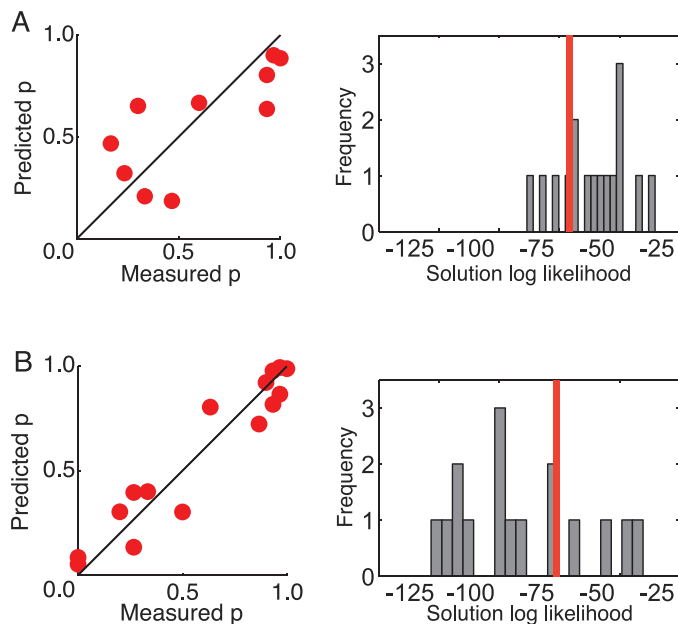 A
1.0
0.5
0.0
0.5
1.0
Predicted p
Measured p
3
2
1
0
Frequency
-125 -100 -75 -50 -25
Solution log likelihood
B
1.0
0.5
0.0
0.5
1.0
Predicted p
Measured p
3
2
1
0
Frequency
-125 -100 -75 -50 -25
Solution log likelihood